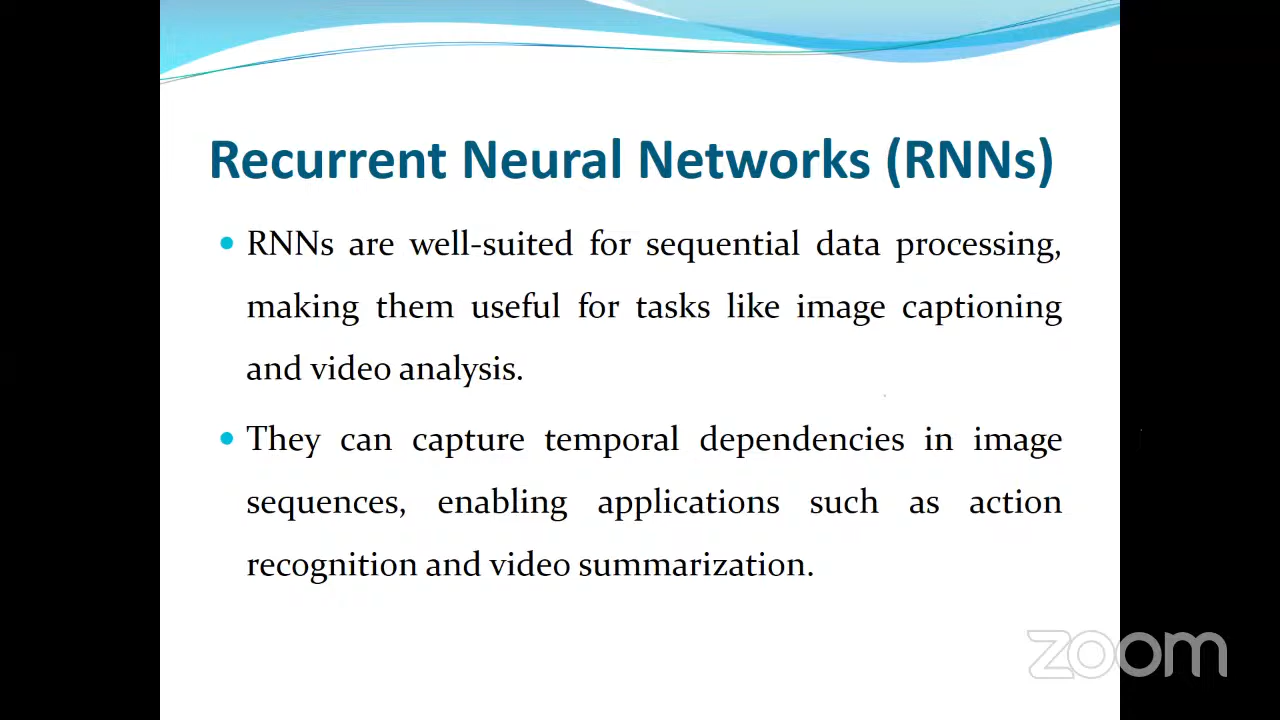 Recurrent Neural Networks (RNNs)
RNNs are well-suited for sequential data processing,
making them useful for tasks like image captioning
and video analysis.
They can capture temporal dependencies in image
sequences, enabling applications such as action
recognition and video summarization.
zoom